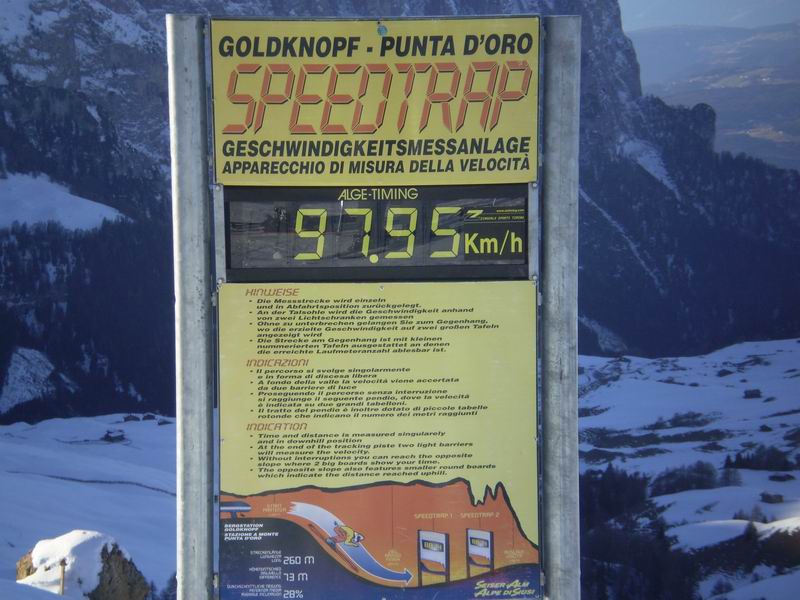 GOLDKNOPF - PUNTA D'ORO
SPEEDTRAP
GESCHWINDIGKEITSMESSANLAGE
APPARECCHIO DI MISURA DELLA VELOCITÀ
ALGE-TIMING
97.95 Km/h
HINWEISE
• Die Messstrecke wird einzeln
und in Abfahrtsposition zurückgelegt.
• An der Talsohle wird die Geschwindigkeit anhand
von zwei Lichtschranken gemessen
• Ohne zu unterbrechen gelangen Sie zum Gegenhang,
wo die erzielte Geschwindigkeit auf zwei großen Tafeln
angezeigt wird
• Die Strecke am Gegenhang ist mit kleinen
nummerierten Tafeln ausgestattet an denen
die erreichte Laufmeteranzahl ablesbar ist.
INDICAZIONI
• Il percorso si svolge singolarmente
e in forma di discesa libera
• A fondo della valle la velocità viene accertata
da due barriere di luce
• Proseguendo il percorso senza interruzione
si raggiunge il seguente pendio, dove la velocità
è indicata su due grandi tabelloni.
• Il tratto del pendio è inoltre dotato di piccole tabelle
rotonde che indicano il numero dei metri raggiunti
INDICATION
• Time and distance is measured singularely
and in downhill position
• At the end of the tracking piste two light barriers
will measure the velocity.
• Without interruptions you can reach the opposite
slope where 2 big boards show your time.
• The opposite slope also features smaller round boards
which indicate the distance reached uphill.
START
PARTENZA
BERGSTATION
GOLDKNOPF
STAZIONE A MONTE
PUNTA D'ORO
SPEEDTRAP 1 SPEEDTRAP 2
STRECKENLÄNGE
LUNGHEZZA
260 m
HÖHENUNTERSCHIED
DISLIVELLO
DIFFERENCE
73 m
DURCHSCHNITTLICHE NEIGUNG
28%
SEISER ALM
ALPE DI SIUSI